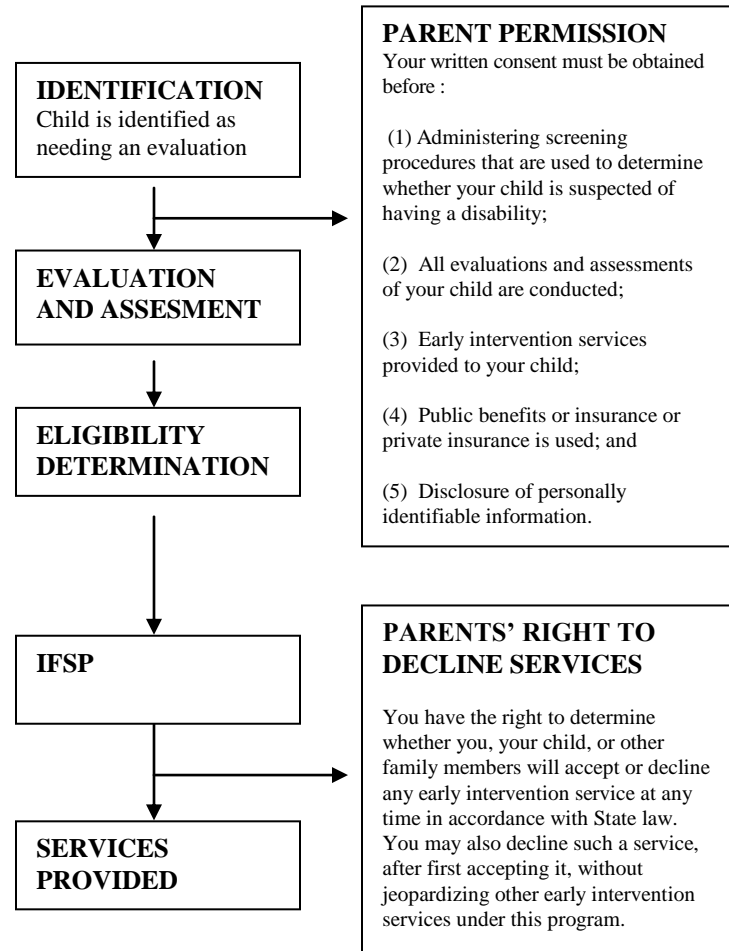 IDENTIFICATION
Child is identified as
needing an evaluation
EVALUATION
AND ASSESMENT
ELIGIBILITY
DETERMINATION
IFSP
SERVICES
PROVIDED
PARENT PERMISSION
Your written consent must be obtained
before :
(1) Administering screening
procedures that are used to determine
whether your child is suspected of
having a disability;
(2) All evaluations and assessments
of your child are conducted;
(3) Early intervention services
provided to your child;
(4) Public benefits or insurance or
private insurance is used; and
(5) Disclosure of personally
identifiable information.
PARENTS’ RIGHT TO
DECLINE SERVICES
You have the right to determine
whether you, your child, or other
family members will accept or decline
any early intervention service at any
time in accordance with State law.
You may also decline such a service,
after first accepting it, without
jeopardizing other early intervention
services under this program.